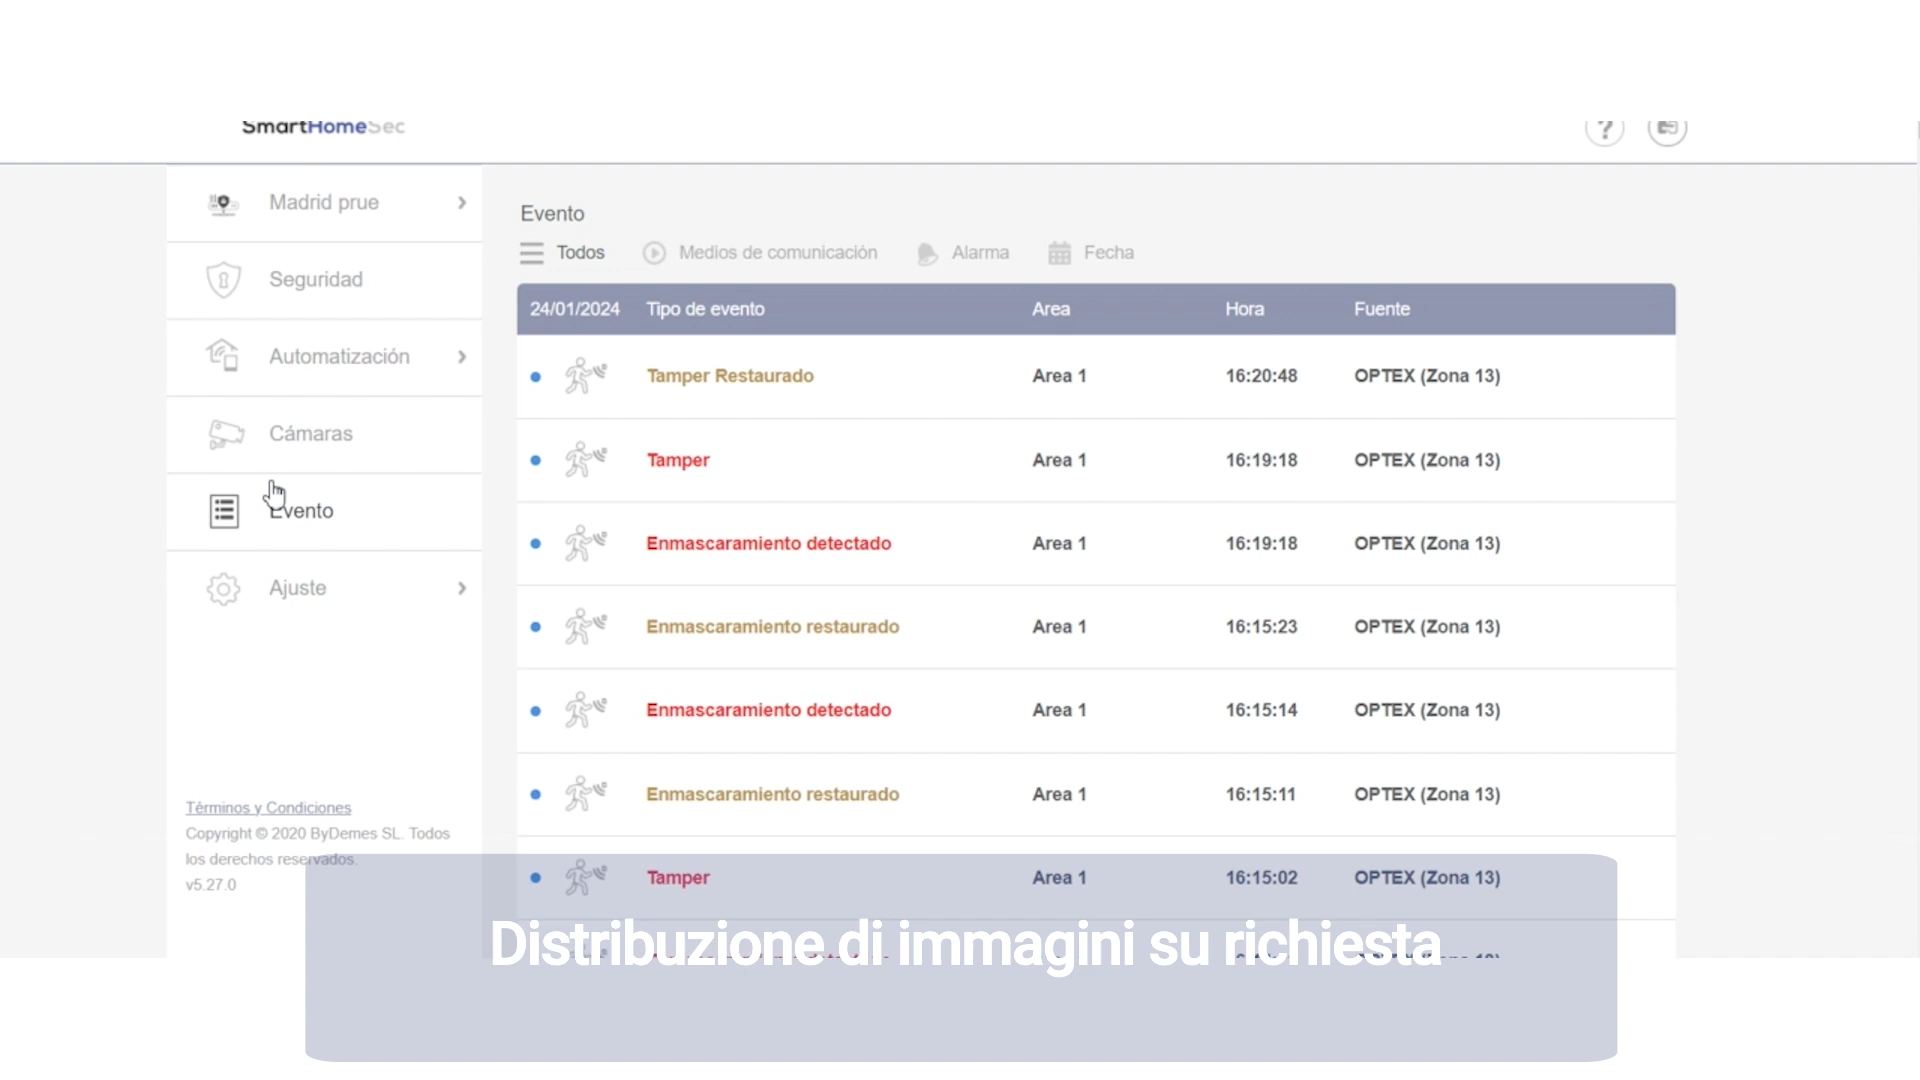 SmartHomeSec
?
Madrid prue
Seguridad
Automatización
Cámaras
Evento
Ajuste
Términos y Condiciones
Copyright © 2020 ByDemes SL. Todos
los derechos reservados.
v5.27.0
Evento
Todos Medios de comunicación Alarma Fecha
24/01/2024 Tipo de evento Area Hora Fuente
Tamper Restaurado Area 1 16:20:48 OPTEX (Zona 13)
Tamper Area 1 16:19:18 OPTEX (Zona 13)
Enmascaramiento detectado Area 1 16:19:18 OPTEX (Zona 13)
Enmascaramiento restaurado Area 1 16:15:23 OPTEX (Zona 13)
Enmascaramiento detectado Area 1 16:15:14 OPTEX (Zona 13)
Enmascaramiento restaurado Area 1 16:15:11 OPTEX (Zona 13)
Tamper Area 1 16:15:02 OPTEX (Zona 13)
Distribuzione di immagini su richiesta